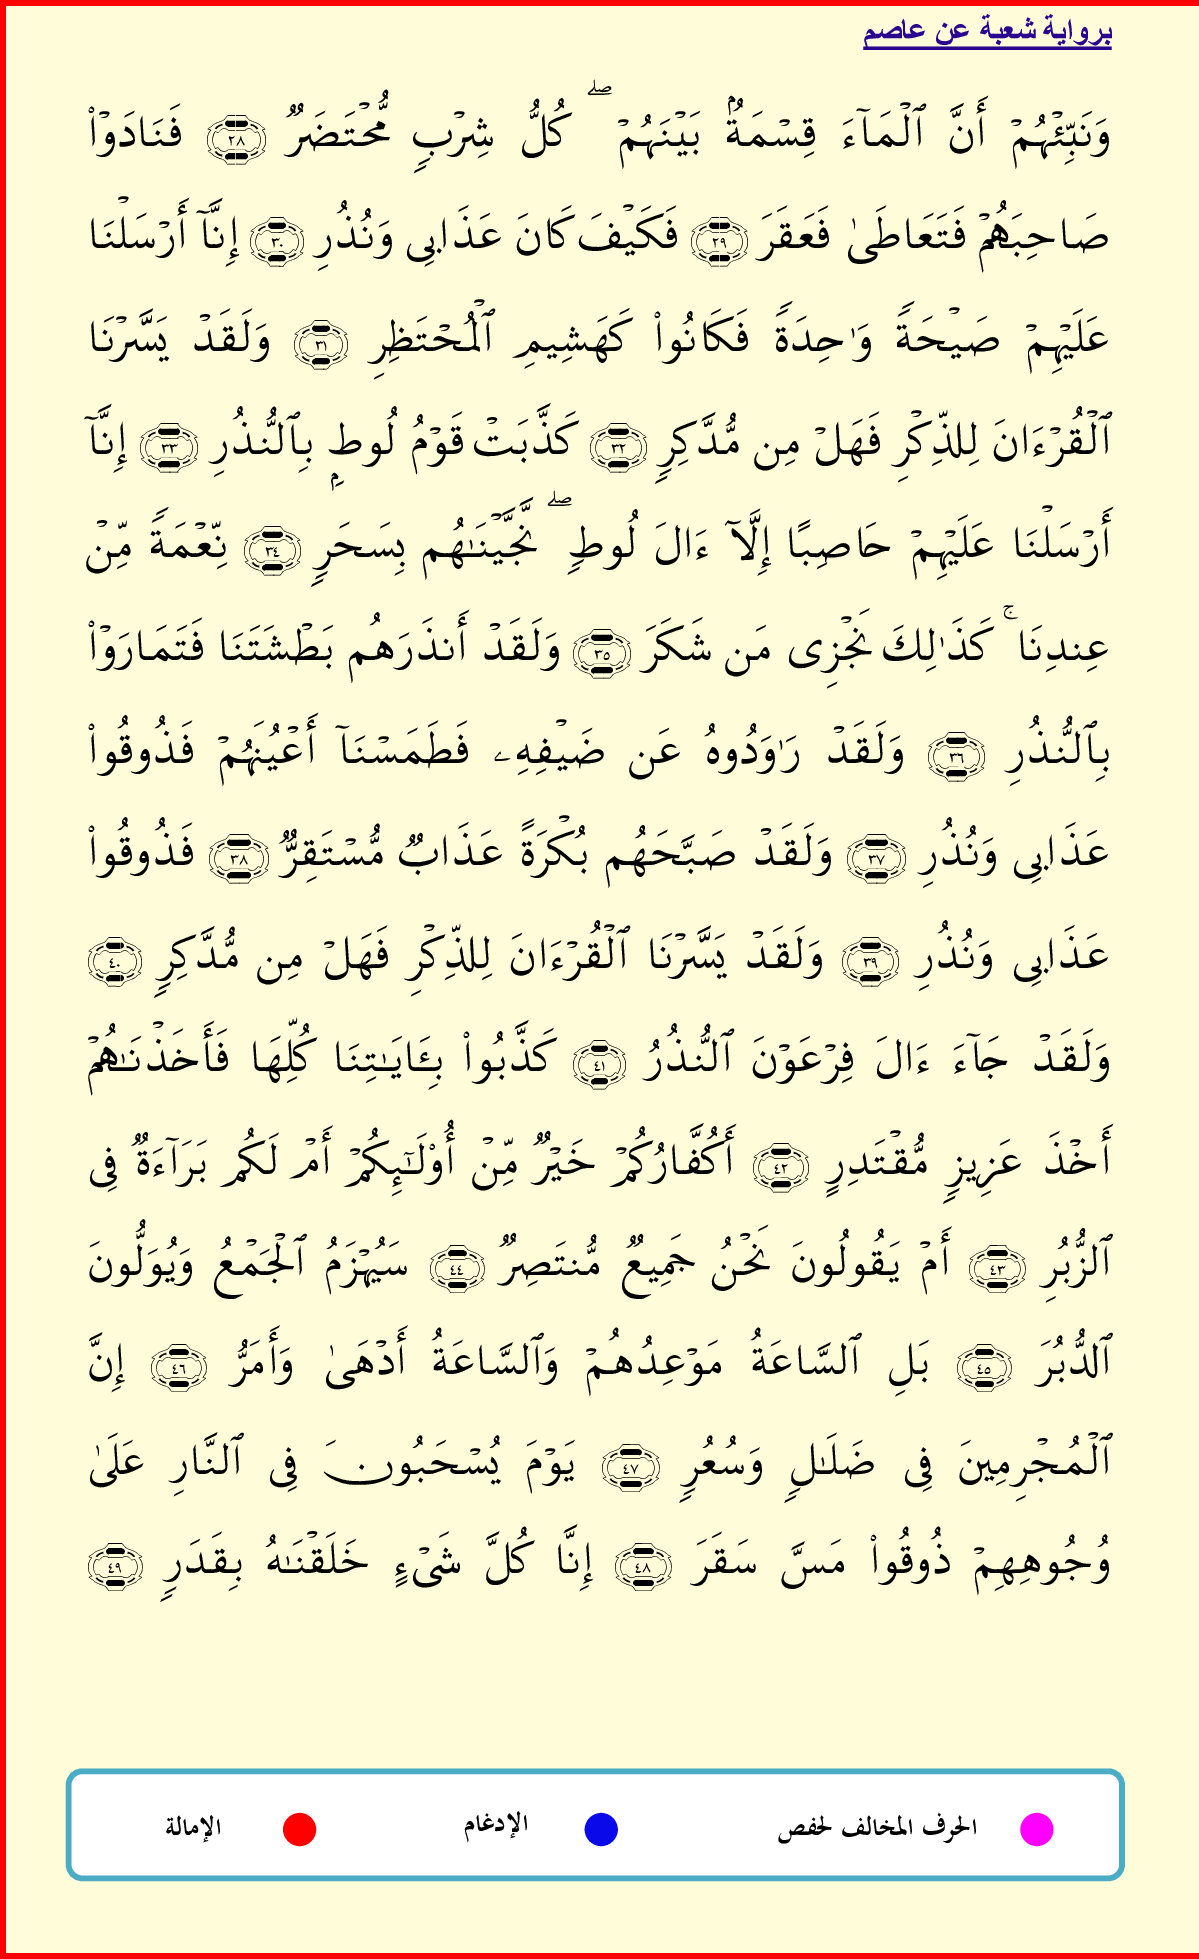 برواية شعبة عن عاصم
وَنَبِّئْهُمْ أَنَّ ٱلْمَآءَ قِسْمَةٌۢ بَيْنَهُمْ ۖ كُلُّ شِرْبٍ مُّحْتَضَرٌ ٢٨ فَنَادَوْا۟
صَاحِبَهُمْ فَتَعَاطَىٰ فَعَقَرَ ٢٩ فَكَيْفَ كَانَ عَذَابِى وَنُذُرِ ٣٠ إِنَّآ أَرْسَلْنَا
عَلَيْهِمْ صَيْحَةً وَٰحِدَةً فَكَانُوا۟ كَهَشِيمِ ٱلْمُحْتَظِرِ ٣١ وَلَقَدْ يَسَّرْنَا
ٱلْقُرْءَانَ لِلذِّكْرِ فَهَلْ مِن مُّدَّكِرٍ ٣٢ كَذَّبَتْ قَوْمُ لُوطٍۭ بِٱلنُّذُرِ ٣٣ إِنَّآ
أَرْسَلْنَا عَلَيْهِمْ حَاصِبًا إِلَّآ ءَالَ لُوطٍ ۖ نَّجَّيْنَٰهُم بِسَحَرٍ ٣٤ نِّعْمَةً مِّنْ
عِندِنَا ۚ كَذَٰلِكَ نَجْزِى مَن شَكَرَ ٣٥ وَلَقَدْ أَنذَرَهُم بَطْشَتَنَا فَتَمَارَوْا۟
بِٱلنُّذُرِ ٣٦ وَلَقَدْ رَٰوَدُوهُ عَن ضَيْفِهِۦ فَطَمَسْنَآ أَعْيُنَهُمْ فَذُوقُوا۟
عَذَابِى وَنُذُرِ ٣٧ وَلَقَدْ صَبَّحَهُم بُكْرَةً عَذَابٌ مُّسْتَقِرٌّ ٣٨ فَذُوقُوا۟
عَذَابِى وَنُذُرِ ٣٩ وَلَقَدْ يَسَّرْنَا ٱلْقُرْءَانَ لِلذِّكْرِ فَهَلْ مِن مُّدَّكِرٍ ٤٠
وَلَقَدْ جَآءَ ءَالَ فِرْعَوْنَ ٱلنُّذُرُ ٤١ كَذَّبُوا۟ بِـَٔايَٰتِنَا كُلِّهَا فَأَخَذْنَٰهُمْ
أَخْذَ عَزِيزٍ مُّقْتَدِرٍ ٤٢ أَكُفَّارُكُمْ خَيْرٌ مِّنْ أُو۟لَٰٓئِكُمْ أَمْ لَكُم بَرَآءَةٌ فِى
ٱلزُّبُرِ ٤٣ أَمْ يَقُولُونَ نَحْنُ جَمِيعٌ مُّنتَصِرٌ ٤٤ سَيُهْزَمُ ٱلْجَمْعُ وَيُوَلُّونَ
ٱلدُّبُرَ ٤٥ بَلِ ٱلسَّاعَةُ مَوْعِدُهُمْ وَٱلسَّاعَةُ أَدْهَىٰ وَأَمَرُّ ٤٦ إِنَّ
ٱلْمُجْرِمِينَ فِى ضَلَٰلٍ وَسُعُرٍ ٤٧ يَوْمَ يُسْحَبُونَ فِى ٱلنَّارِ عَلَىٰ
وُجُوهِهِمْ ذُوقُوا۟ مَسَّ سَقَرَ ٤٨ إِنَّا كُلَّ شَىْءٍ خَلَقْنَٰهُ بِقَدَرٍ ٤٩
الحرف المخالف لحفص الإدغام الإمالة